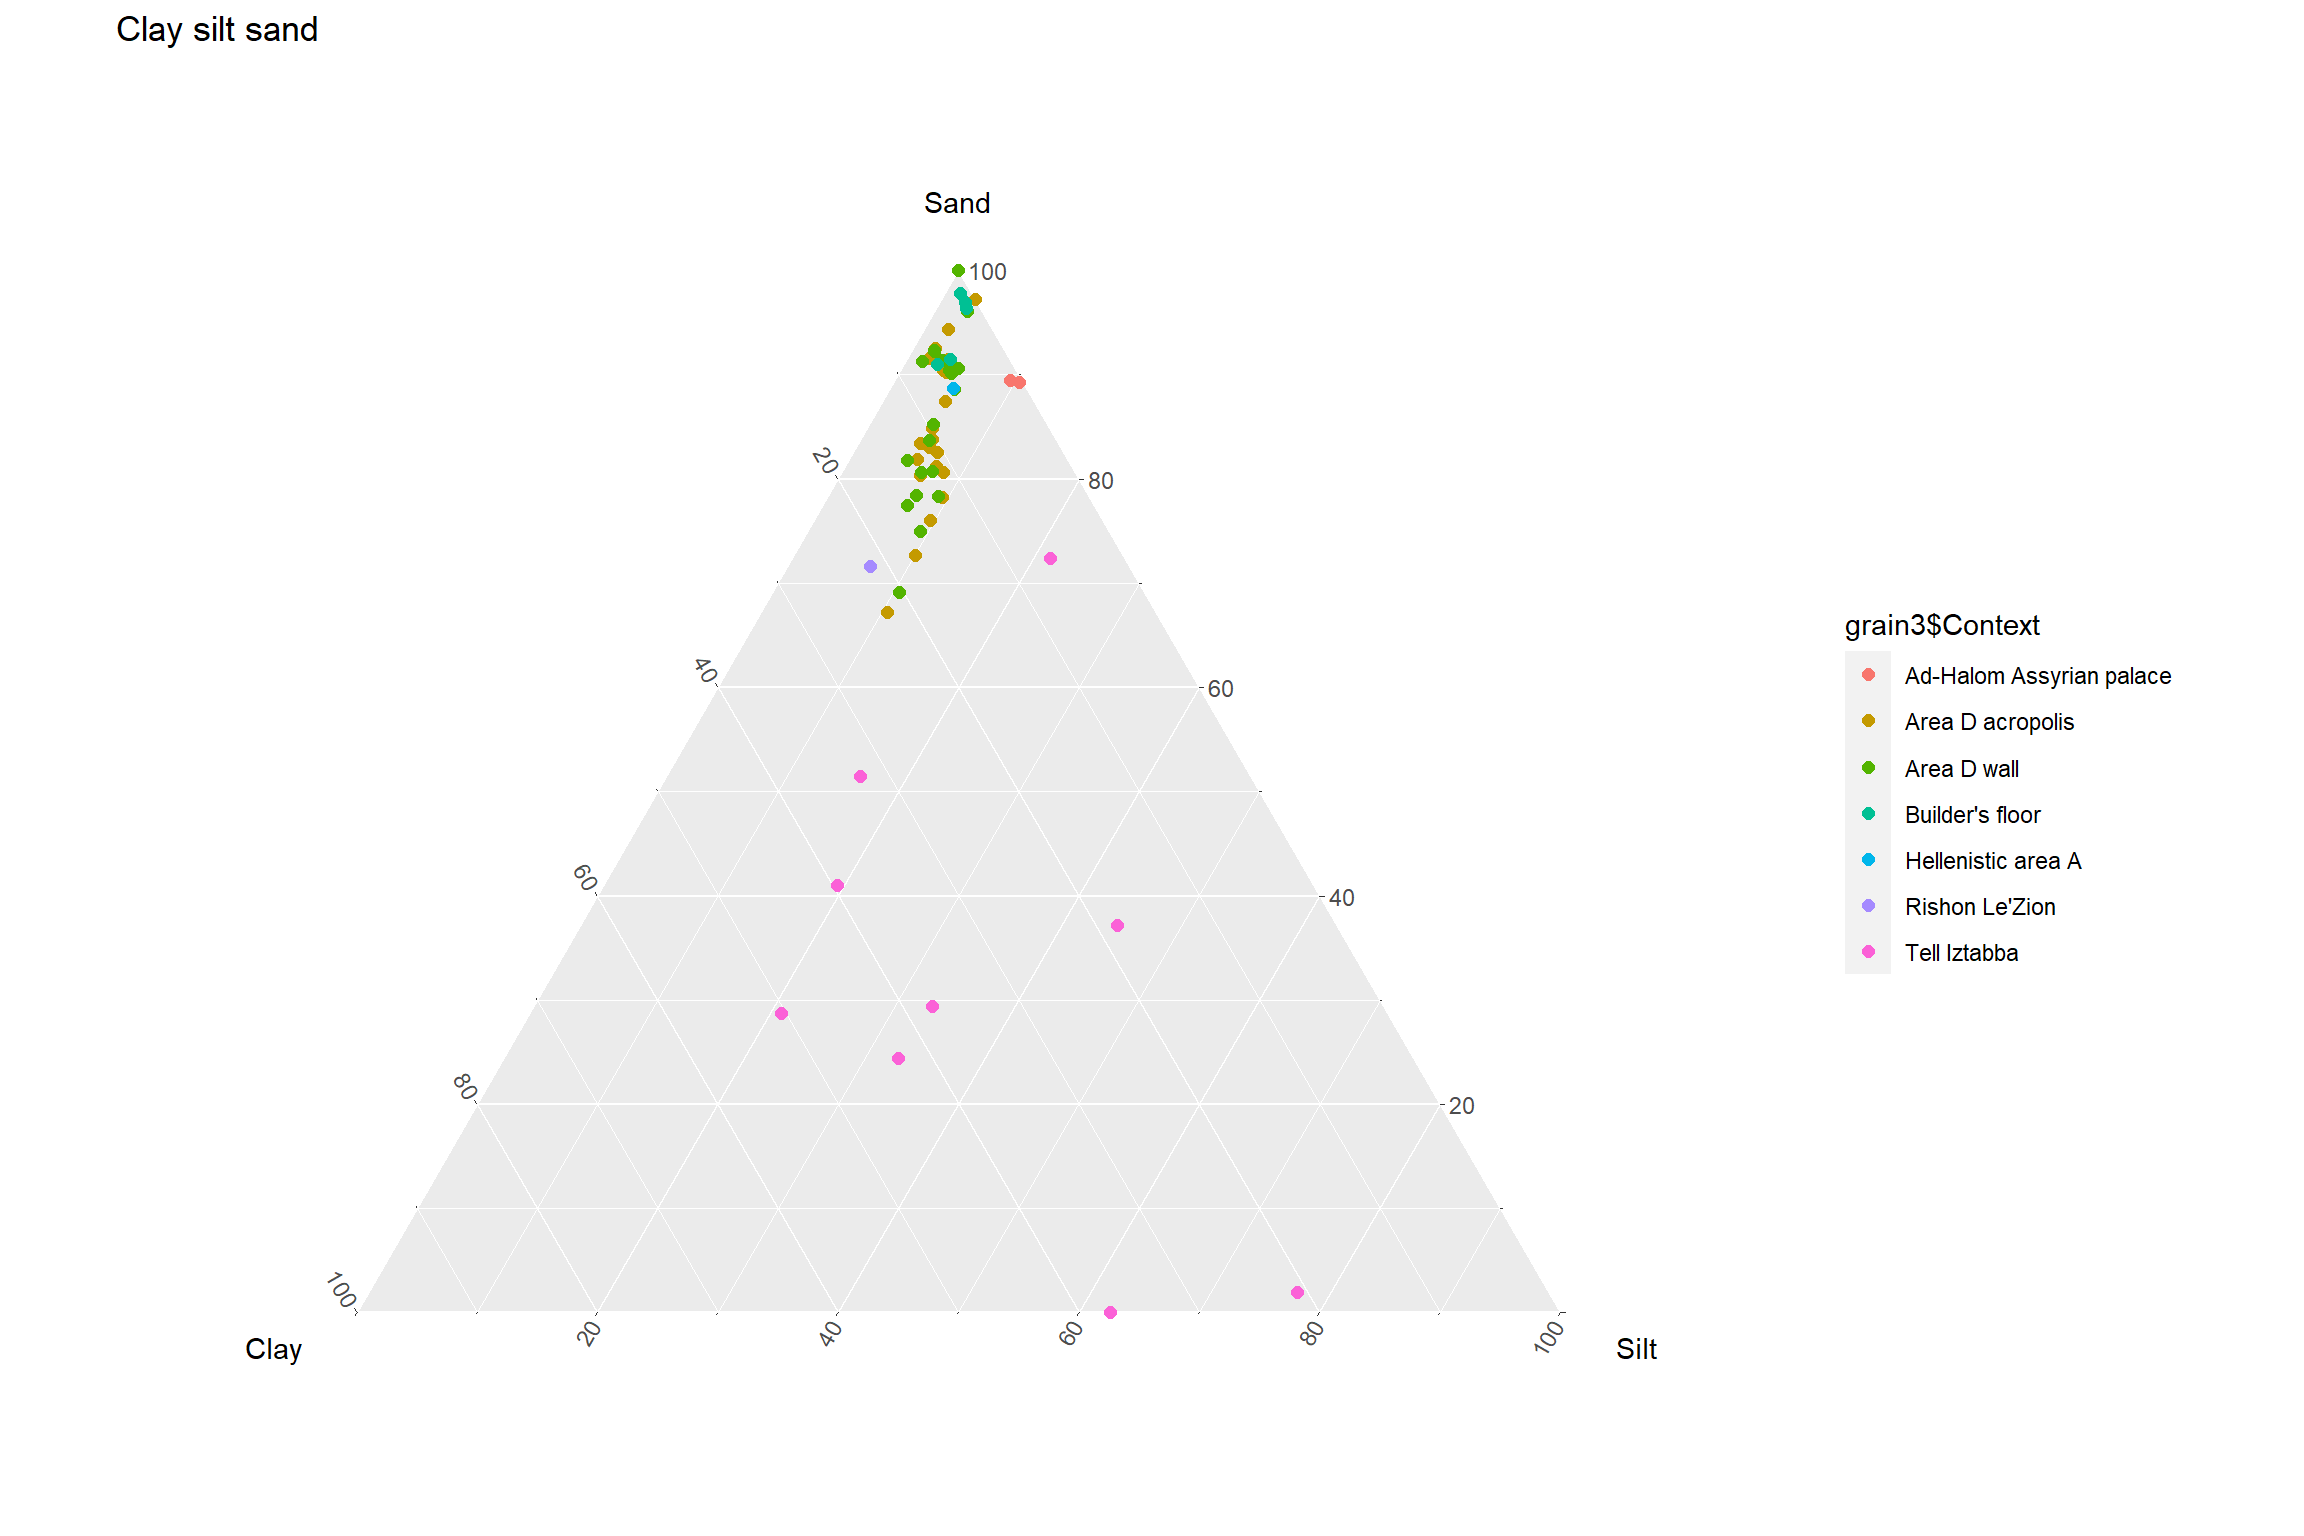 Clay silt sand
Sand
100
20
80
40
60
60
40
80
20
100
Clay
20
40
60
80
100
Silt
grain3$Context
Ad-Halom Assyrian palace
Area D acropolis
Area D wall
Builder's floor
Hellenistic area A
Rishon Le'Zion
Tell Iztabba